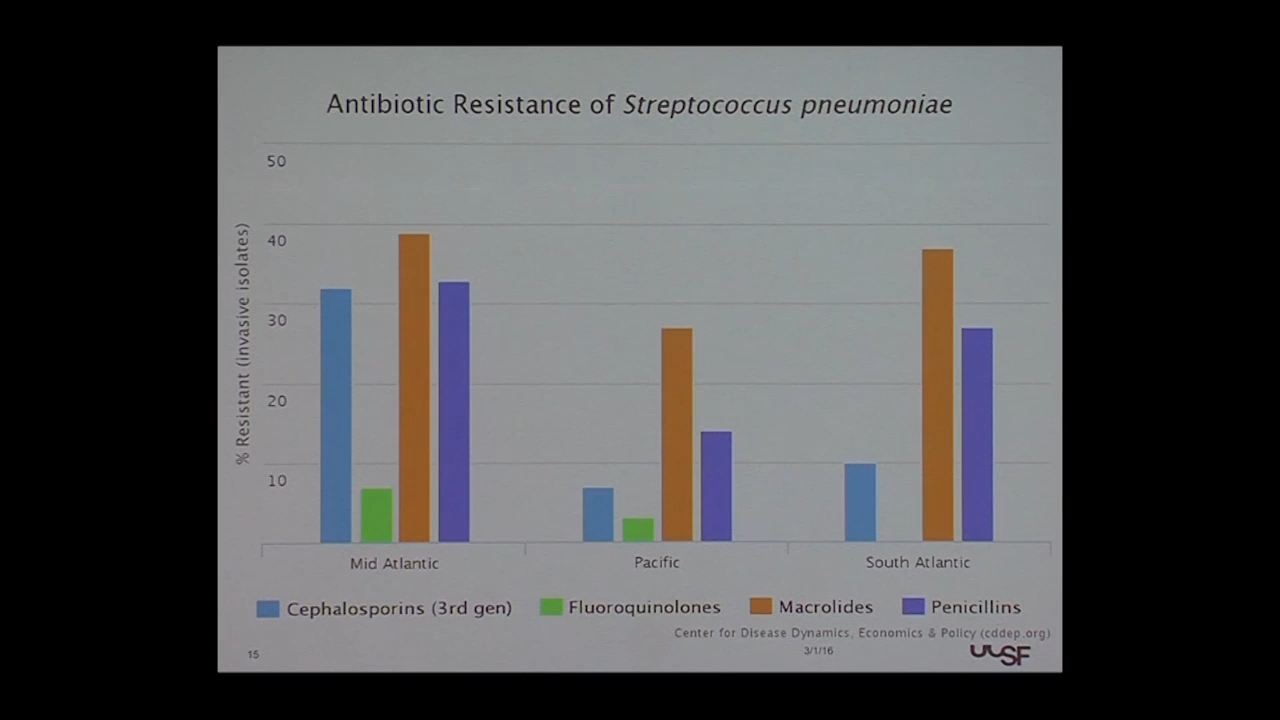 Antibiotic Resistance of Streptococcus pneumoniae
% Resistant (invasive isolates)
50
40
30
20
10
Mid Atlantic
Pacific
South Atlantic
Cephalosporins (3rd gen)
Fluoroquinolones
Macrolides
Penicillins
Center for Disease Dynamics, Economics & Policy (cddep.org)
15
3/1/16
UCSF